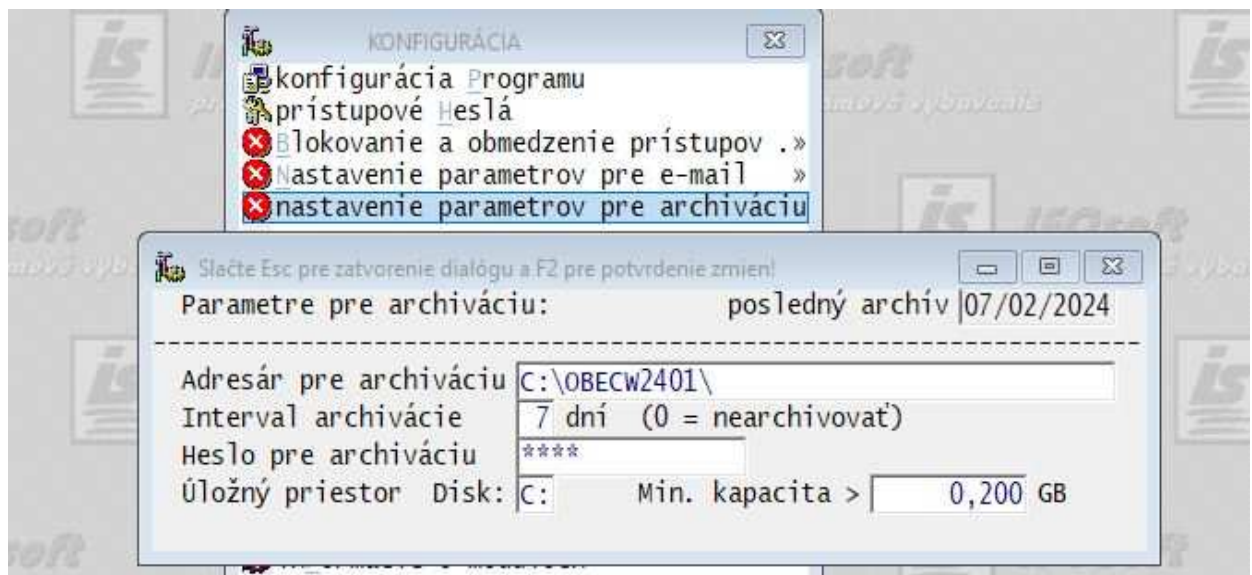 KONFIGURÁCIA
konfigurácia Programu
prístupové Heslá
Blokovanie a obmedzenie prístupov .»
Nastavenie parametrov pre e-mail »
nastavenie parametrov pre archiváciu
Slačte Esc pre zatvorenie dialógu a F2 pre potvrdenie zmien!
Parametre pre archiváciu: posledný archív 07/02/2024
Adresár pre archiváciu C:\OBECW2401\
Interval archivácie 7 dní (0 = nearchivovať)
Heslo pre archiváciu ****
Úložný priestor Disk: C: Min. kapacita > 0,200 GB